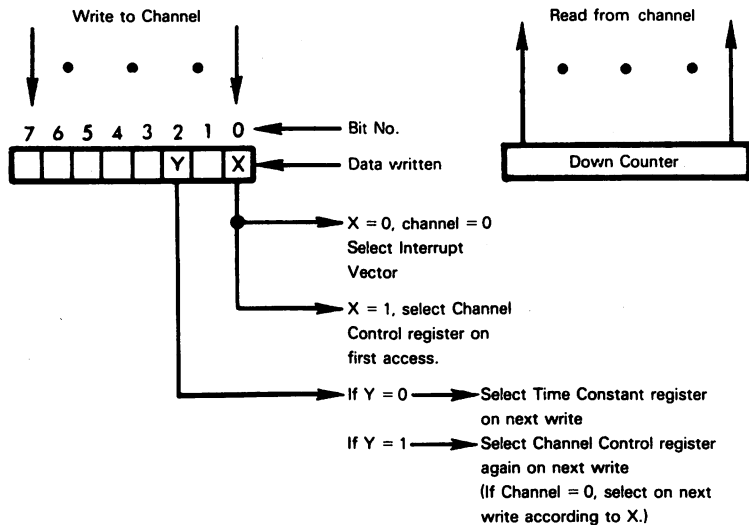 Write to Channel
Read from channel
7 6 5 4 3 2 1 0
Bit No.
Y X
Data written
Down Counter
X = 0, channel = 0
Select Interrupt
Vector
X = 1, select Channel
Control register on
first access.
If Y = 0
Select Time Constant register
on next write
If Y = 1
Select Channel Control register
again on next write
(If Channel = 0, select on next
write according to X.)